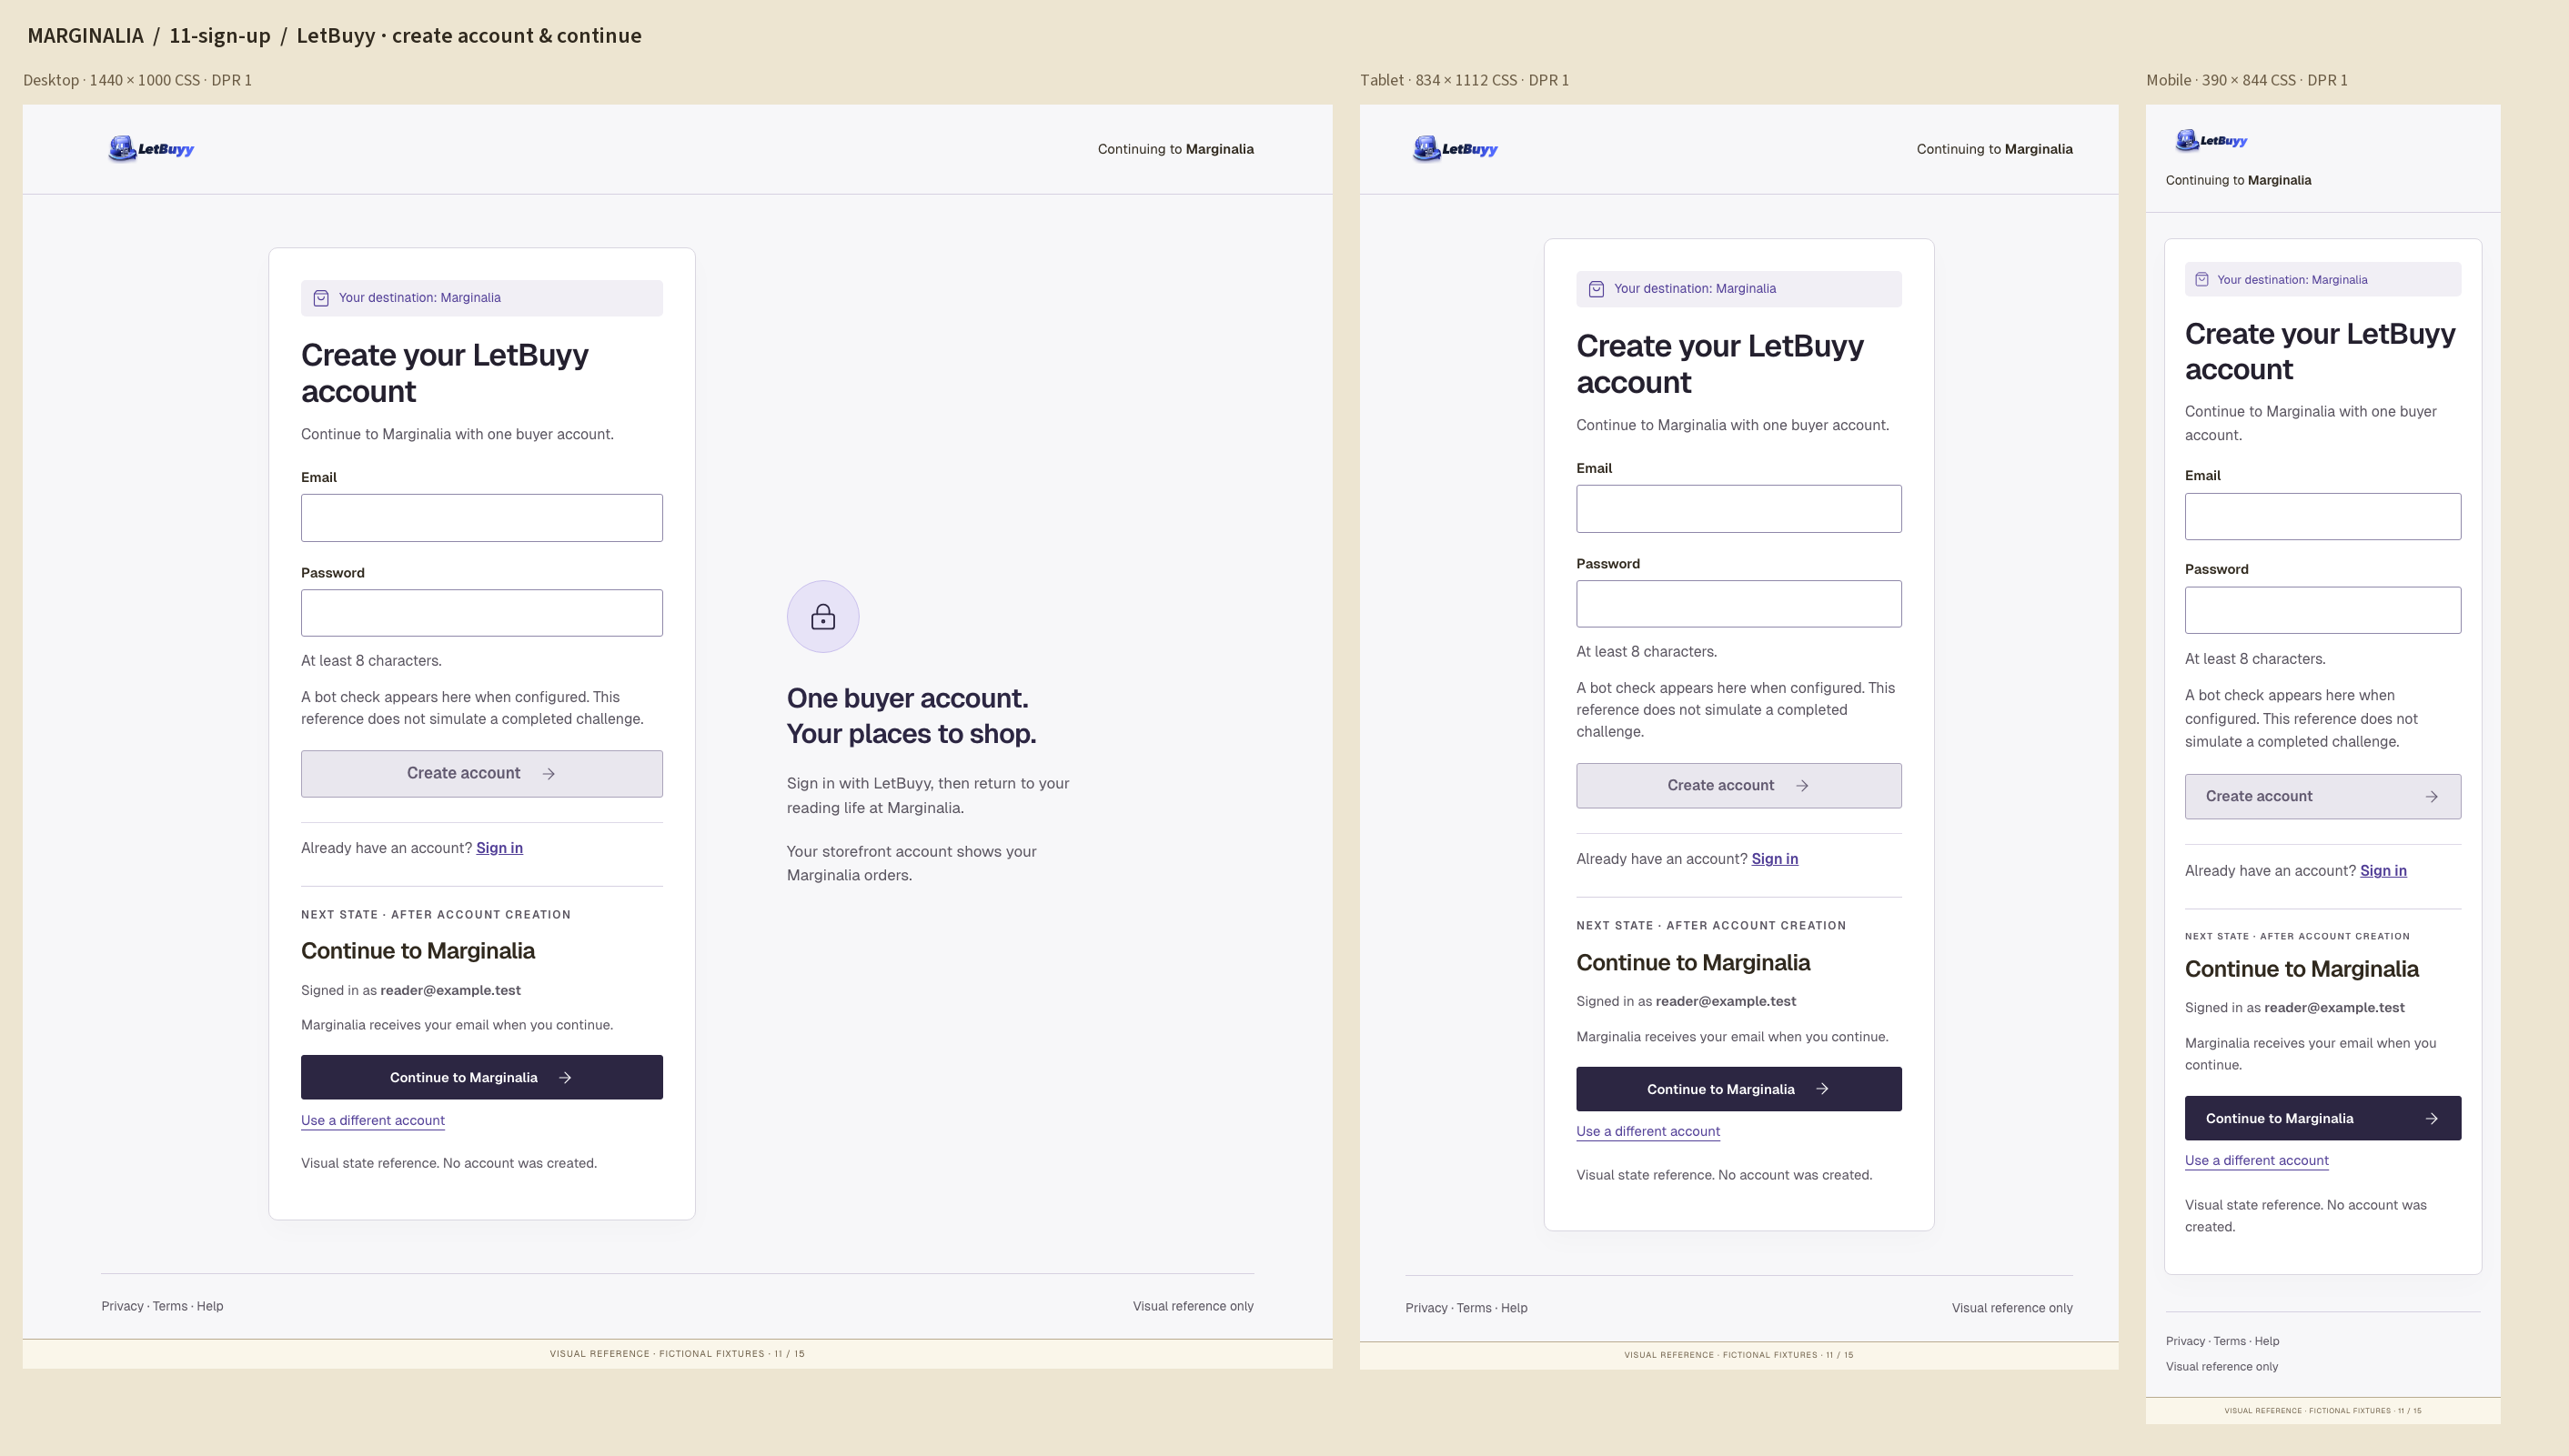 MARGINALIA / 11-sign-up / LetBuyy · create account & continue
Desktop · 1440 × 1000 CSS · DPR 1
LetBuyy
Continuing to Marginalia
Your destination: Marginalia
Create your LetBuyy
account
Continue to Marginalia with one buyer account.
Email
Password
At least 8 characters.
A bot check appears here when configured. This
reference does not simulate a completed challenge.
Create account
Already have an account? Sign in
NEXT STATE · AFTER ACCOUNT CREATION
Continue to Marginalia
Signed in as reader@example.test
Marginalia receives your email when you continue.
Continue to Marginalia
Use a different account
Visual state reference. No account was created.
One buyer account.
Your places to shop.
Sign in with LetBuyy, then return to your
reading life at Marginalia.
Your storefront account shows your
Marginalia orders.
Privacy · Terms · Help
Visual reference only
VISUAL REFERENCE · FICTIONAL FIXTURES · 11 / 15
Tablet · 834 × 1112 CSS · DPR 1
LetBuyy
Continuing to Marginalia
Your destination: Marginalia
Create your LetBuyy
account
Continue to Marginalia with one buyer account.
Email
Password
At least 8 characters.
A bot check appears here when configured. This
reference does not simulate a completed
challenge.
Create account
Already have an account? Sign in
NEXT STATE · AFTER ACCOUNT CREATION
Continue to Marginalia
Signed in as reader@example.test
Marginalia receives your email when you continue.
Continue to Marginalia
Use a different account
Visual state reference. No account was created.
Privacy · Terms · Help
Visual reference only
VISUAL REFERENCE · FICTIONAL FIXTURES · 11 / 15
Mobile · 390 × 844 CSS · DPR 1
LetBuyy
Continuing to Marginalia
Your destination: Marginalia
Create your LetBuyy
account
Continue to Marginalia with one buyer
account.
Email
Password
At least 8 characters.
A bot check appears here when
configured. This reference does not
simulate a completed challenge.
Create account
Already have an account? Sign in
NEXT STATE · AFTER ACCOUNT CREATION
Continue to Marginalia
Signed in as reader@example.test
Marginalia receives your email when you
continue.
Continue to Marginalia
Use a different account
Visual state reference. No account was
created.
Privacy · Terms · Help
Visual reference only
VISUAL REFERENCE · FICTIONAL FIXTURES · 11 / 15